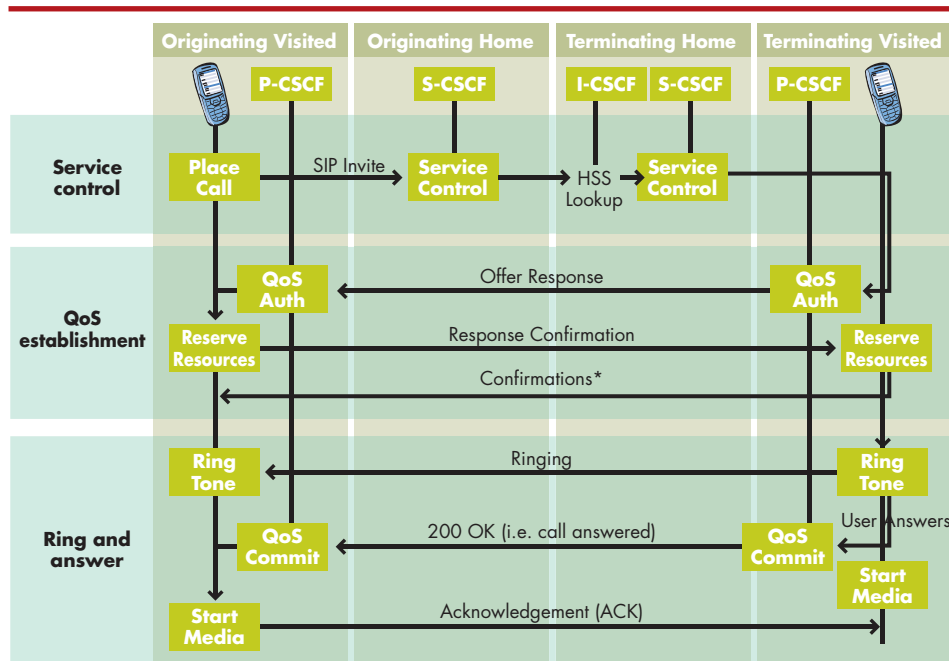 Originating Visited
Originating Home
Terminating Home
Terminating Visited
P-CSCF
S-CSCF
I-CSCF
S-CSCF
P-CSCF
Service
control
Place
Call
SIP Invite
Service
Control
HSS
Lookup
Service
Control
QoS
establishment
QoS
Auth
Offer Response
QoS
Auth
Reserve
Resources
Response Confirmation
Reserve
Resources
Confirmations*
Ring and
answer
Ring
Tone
Ringing
Ring
Tone
User Answers
QoS
Commit
200 OK (i.e. call answered)
QoS
Commit
Start
Media
Start
Media
Acknowledgement (ACK)